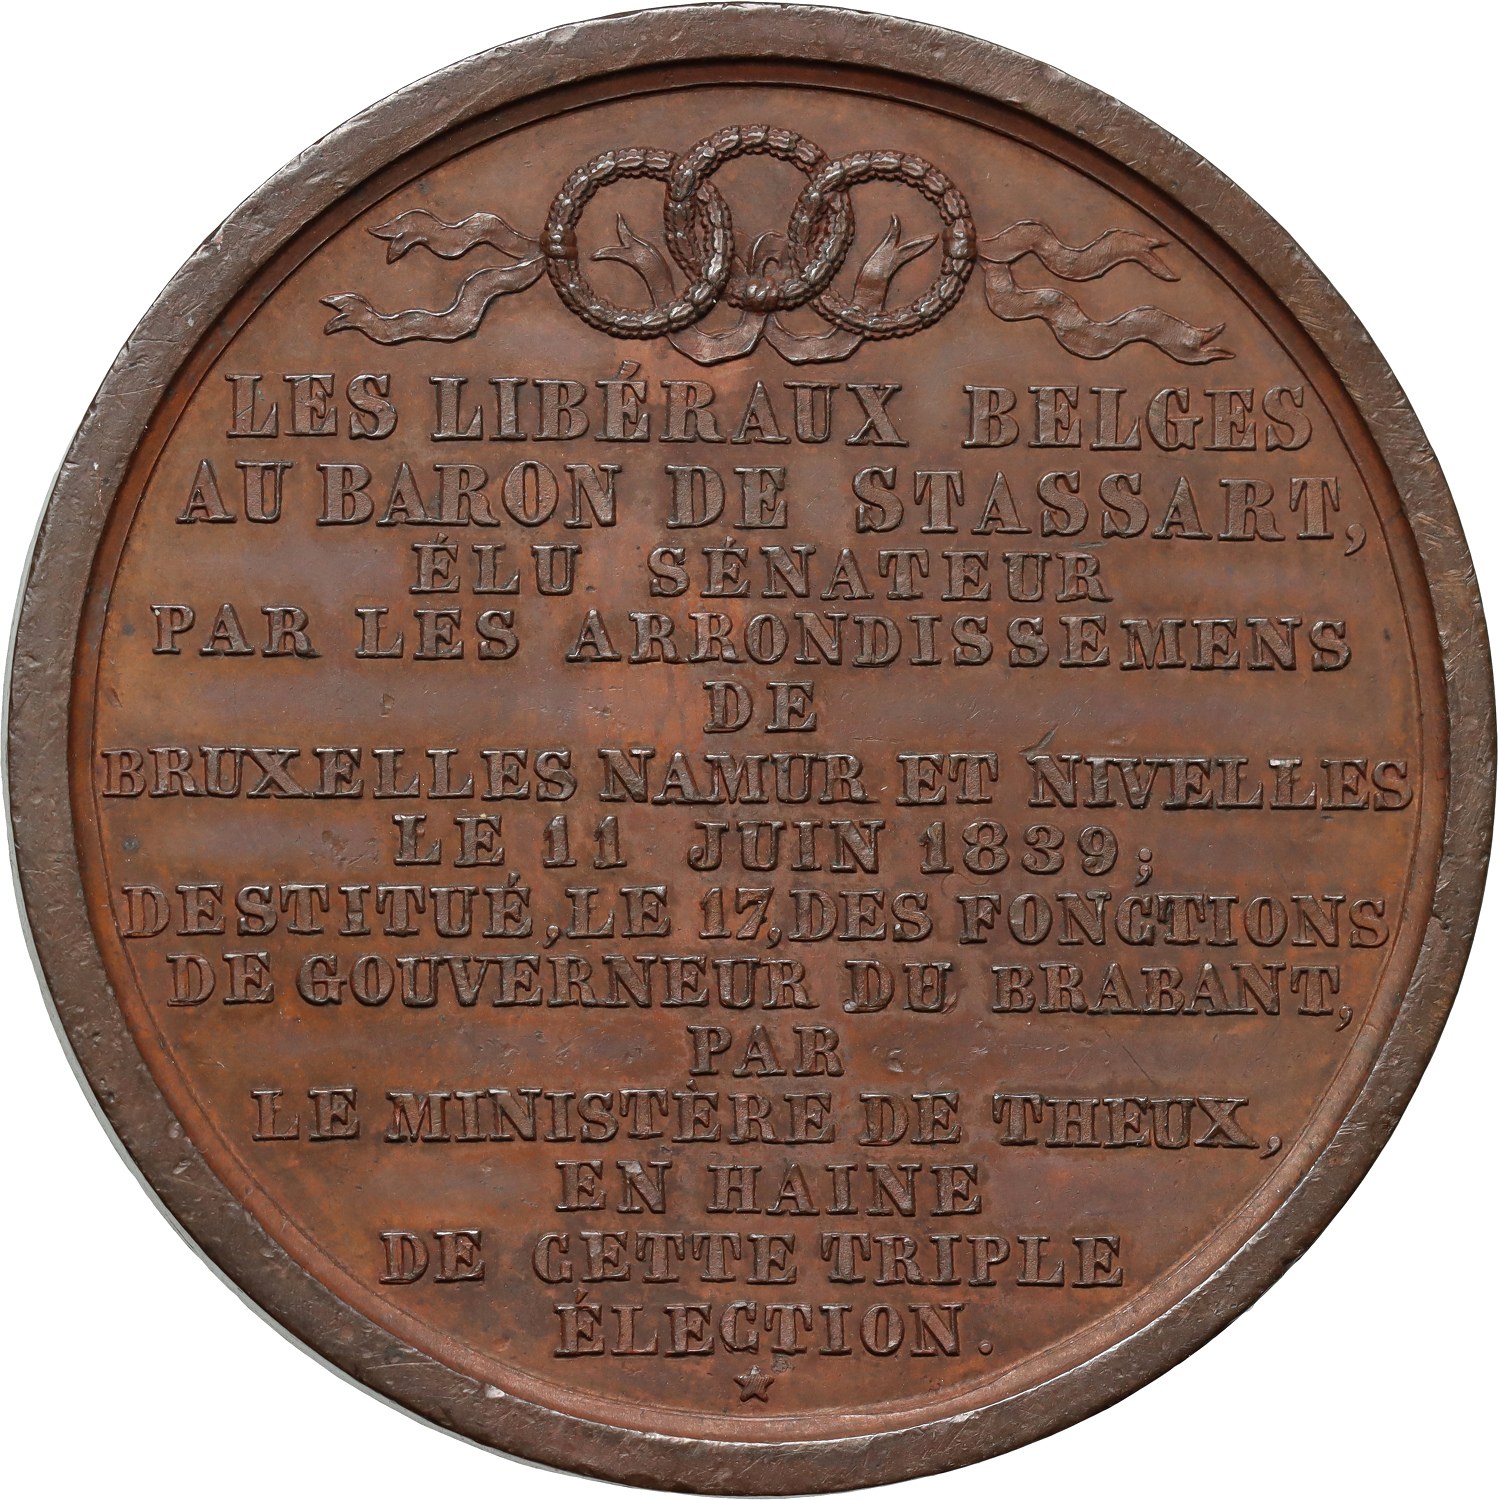 LES LIBÉRAUX BELGES
AU BARON DE STASSART,
ÉLU SÉNATEUR
PAR LES ARRONDISSEMENS
DE
BRUXELLES NAMUR ET NIVELLES
LE 11 JUIN 1839;
DESTITUÉ, LE 17, DES FONCTIONS
DE GOUVERNEUR DU BRABANT,
PAR
LE MINISTÈRE DE THEUX,
EN HAINE
DE CETTE TRIPLE
ÉLECTION.